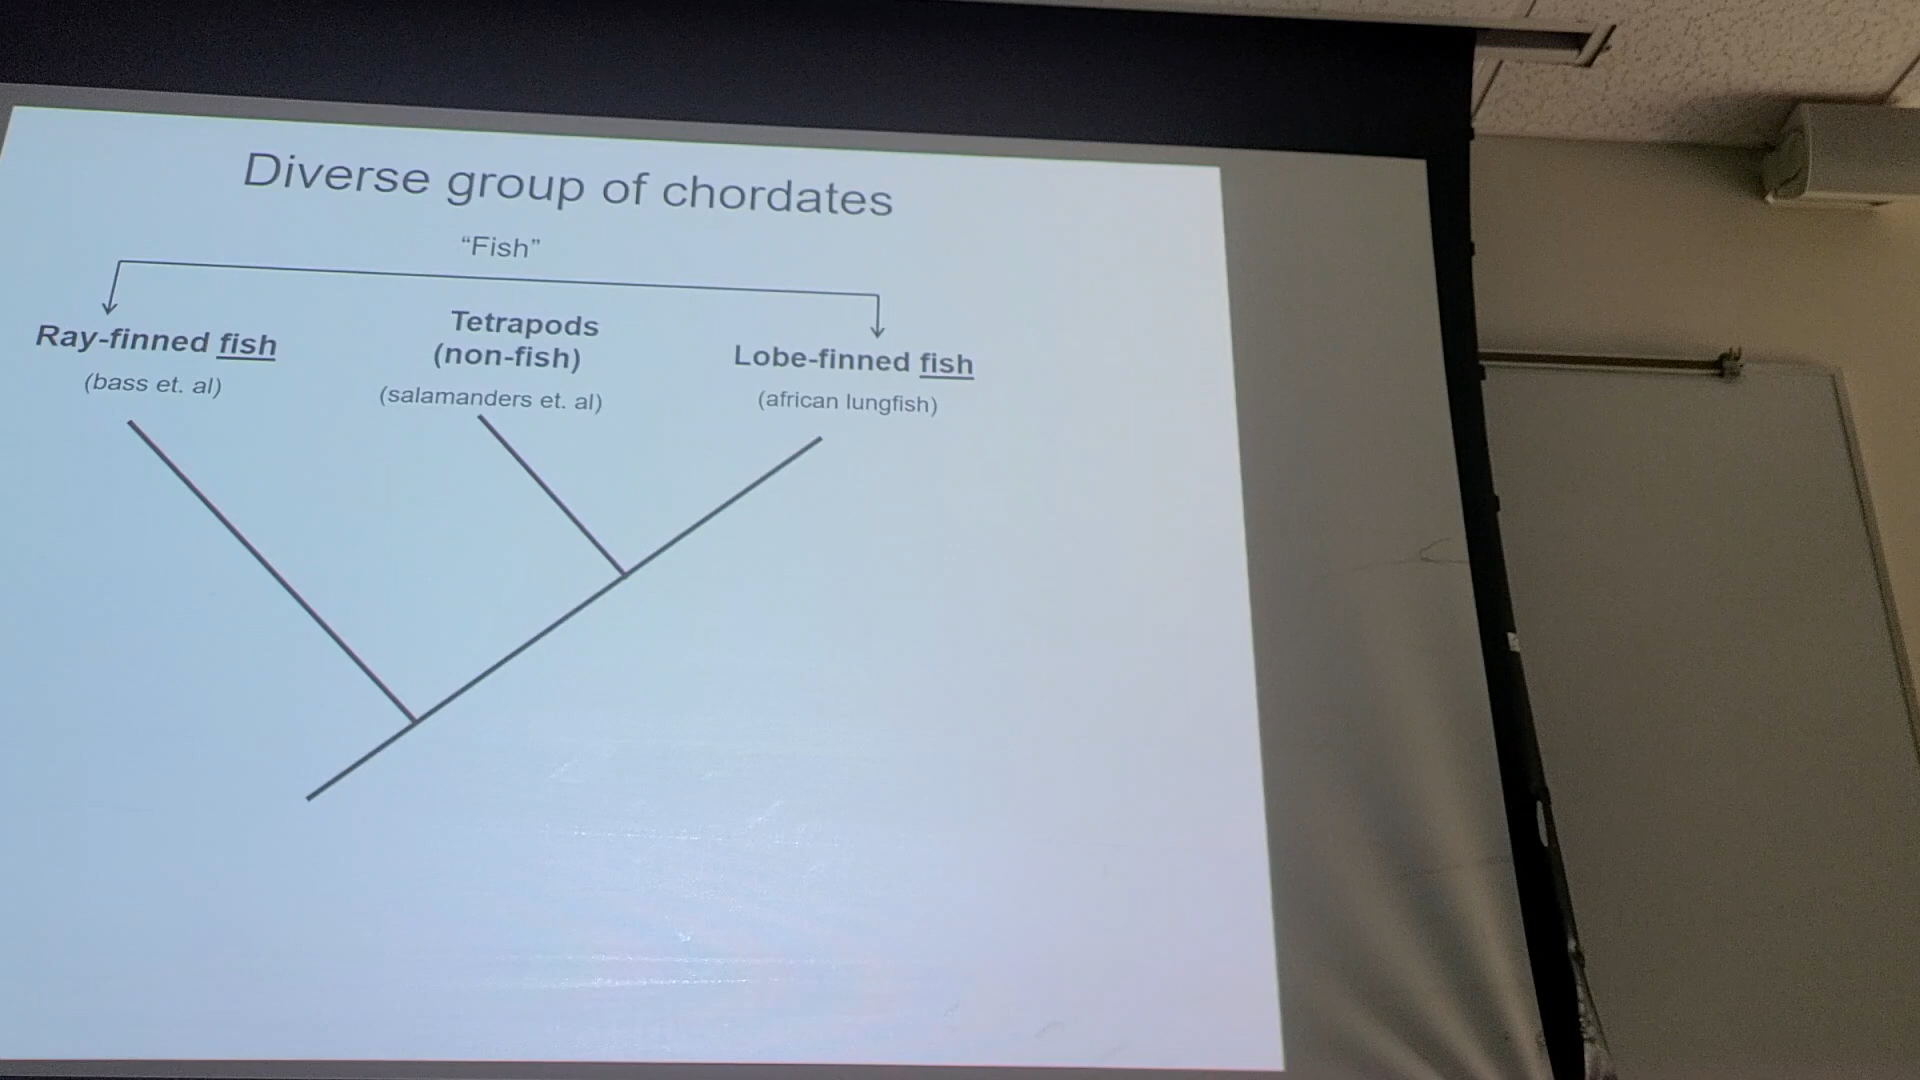 Diverse group of chordates
“Fish”
Ray-finned fish
(bass et. al)
Tetrapods
(non-fish)
(salamanders et. al)
Lobe-finned fish
(african lungfish)